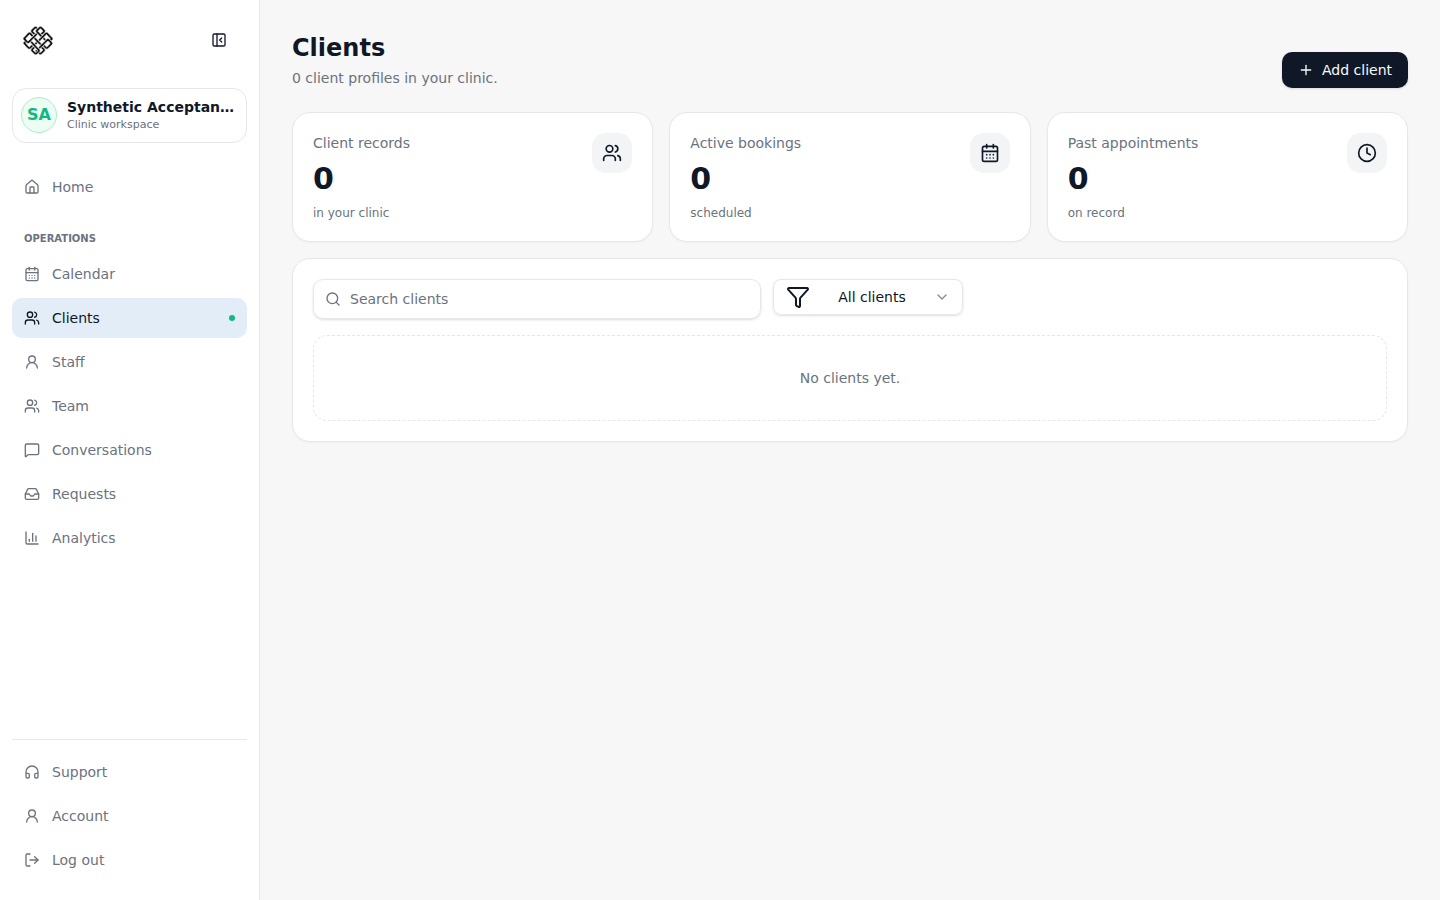 SA
Synthetic Acceptan...
Clinic workspace
Home
OPERATIONS
Calendar
Clients
Staff
Team
Conversations
Requests
Analytics
Support
Account
Log out
Clients
0 client profiles in your clinic.
Add client
Client records
0
in your clinic
Active bookings
0
scheduled
Past appointments
0
on record
Search clients
All clients
No clients yet.